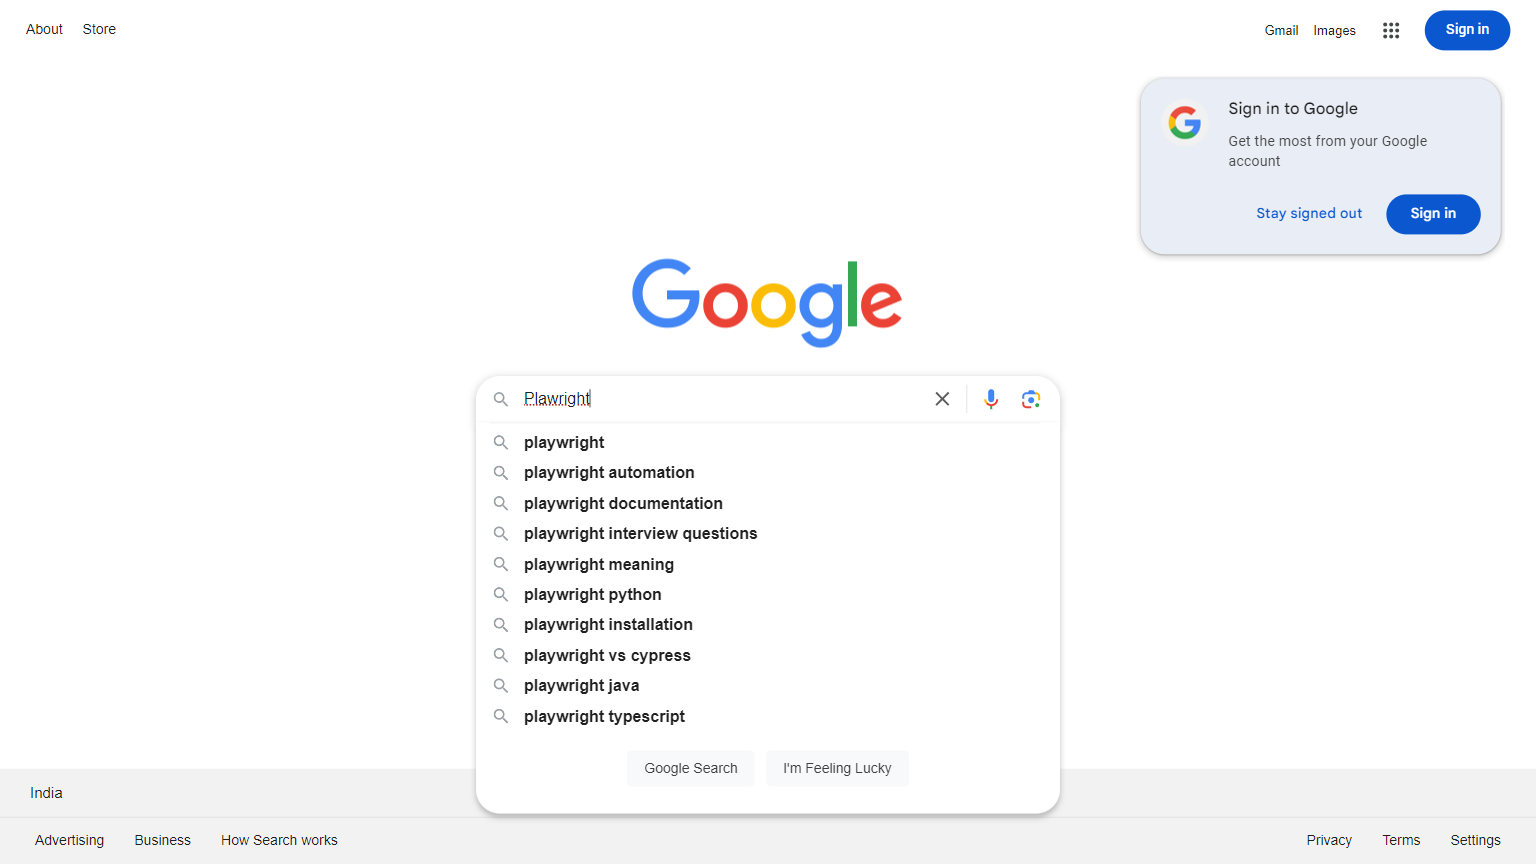 About Store
Gmail Images Sign in
Sign in to Google
Get the most from your Google
account
Stay signed out Sign in
Google
Plawright
playwright
playwright automation
playwright documentation
playwright interview questions
playwright meaning
playwright python
playwright installation
playwright vs cypress
playwright java
playwright typescript
Google Search I'm Feeling Lucky
India
Advertising Business How Search works
Privacy Terms Settings